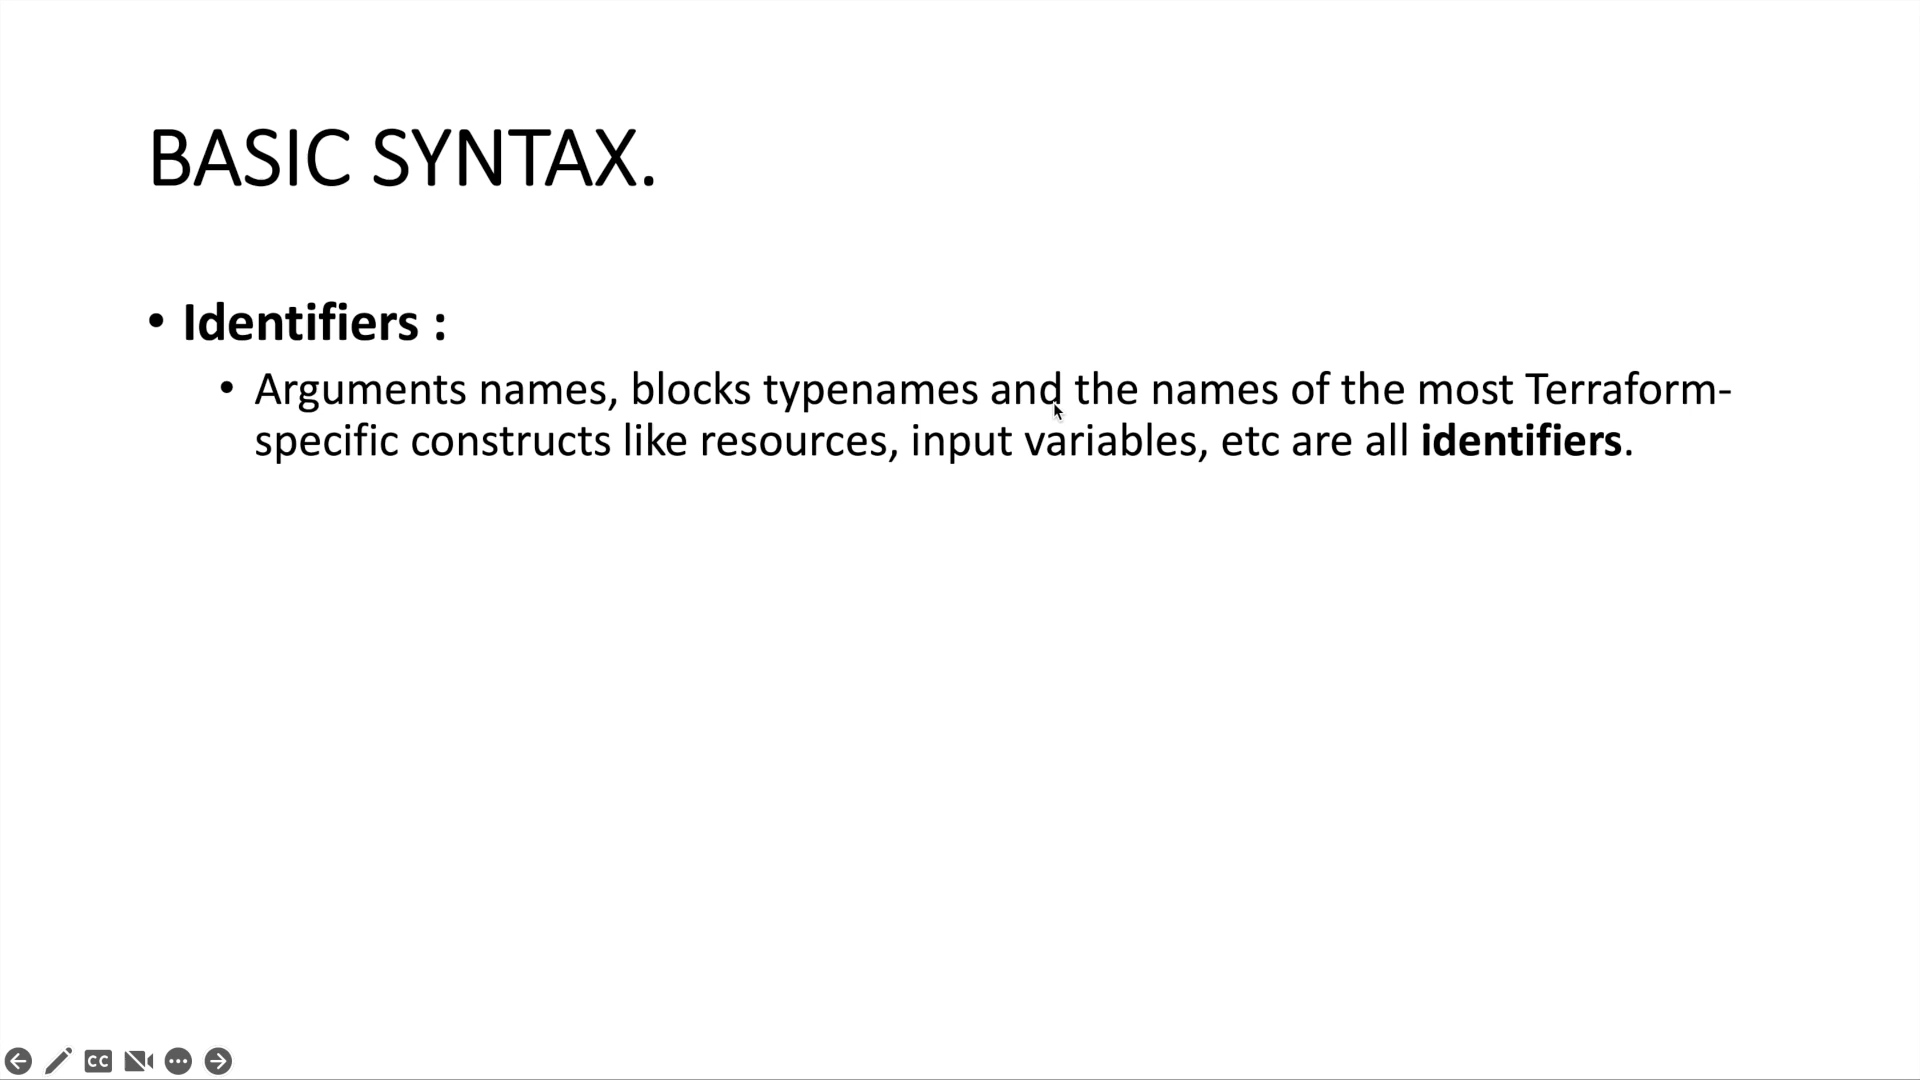 BASIC SYNTAX.
• Identifiers :
• Arguments names, blocks typenames and the names of the most Terraform-
specific constructs like resources, input variables, etc are all identifiers.
CC